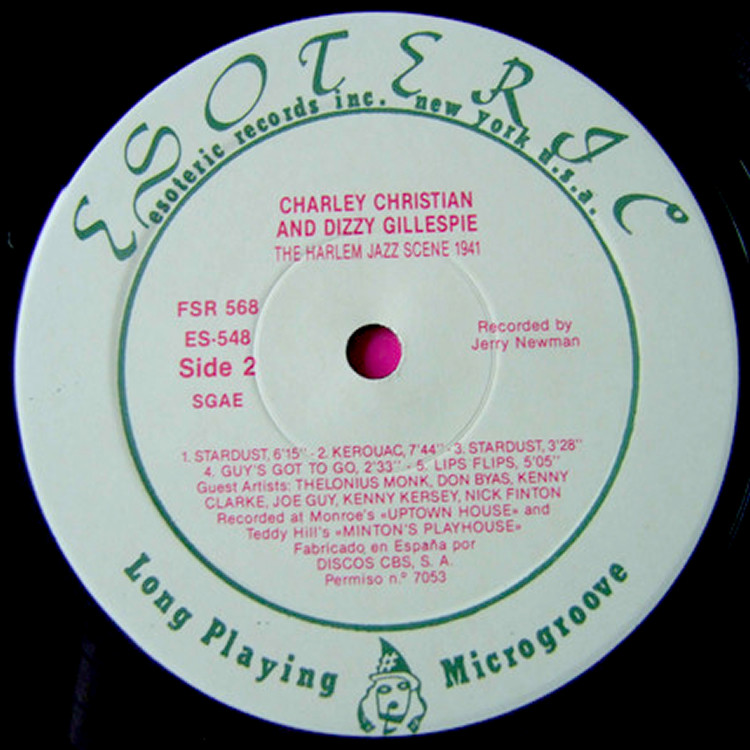 ESOTERIC
esoteric records inc. new york u.s.a.
CHARLEY CHRISTIAN
AND DIZZY GILLESPIE
THE HARLEM JAZZ SCENE 1941
FSR 568
ES-548
Side 2
SGAE
Recorded by
Jerry Newman
1. STARDUST, 6'15'' - 2. KEROUAC, 7'44'' - 3. STARDUST, 3'28''
4. GUY'S GOT TO GO, 2'33'' - 5. LIPS FLIPS, 5'05''
Guest Artists: THELONIUS MONK, DON BYAS, KENNY
CLARKE, JOE GUY, KENNY KERSEY, NICK FINTON
Recorded at Monroe's «UPTOWN HOUSE» and
Teddy Hill's «MINTON'S PLAYHOUSE»
Fabricado en España por
DISCOS CBS, S. A.
Permiso n.º 7053
Long Playing Microgroove